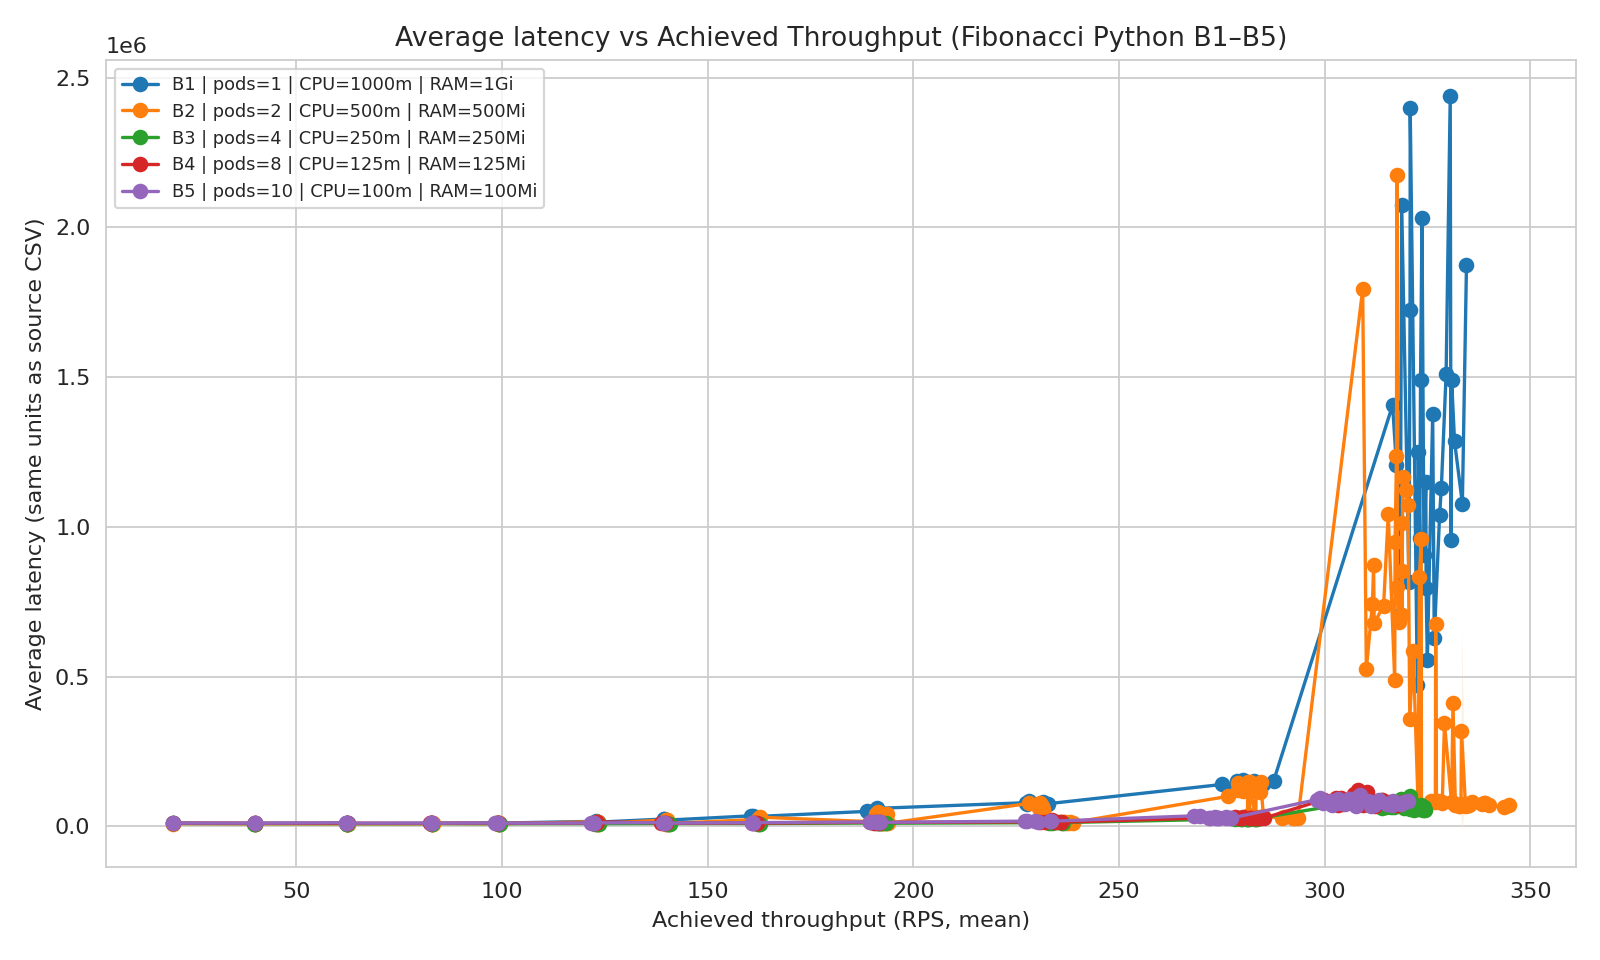 Average latency vs Achieved Throughput (Fibonacci Python B1–B5)
1e6
2.5
2.0
1.5
1.0
0.5
0.0
Average latency (same units as source CSV)
B1 | pods=1 | CPU=1000m | RAM=1Gi
B2 | pods=2 | CPU=500m | RAM=500Mi
B3 | pods=4 | CPU=250m | RAM=250Mi
B4 | pods=8 | CPU=125m | RAM=125Mi
B5 | pods=10 | CPU=100m | RAM=100Mi
50 100 150 200 250 300 350
Achieved throughput (RPS, mean)